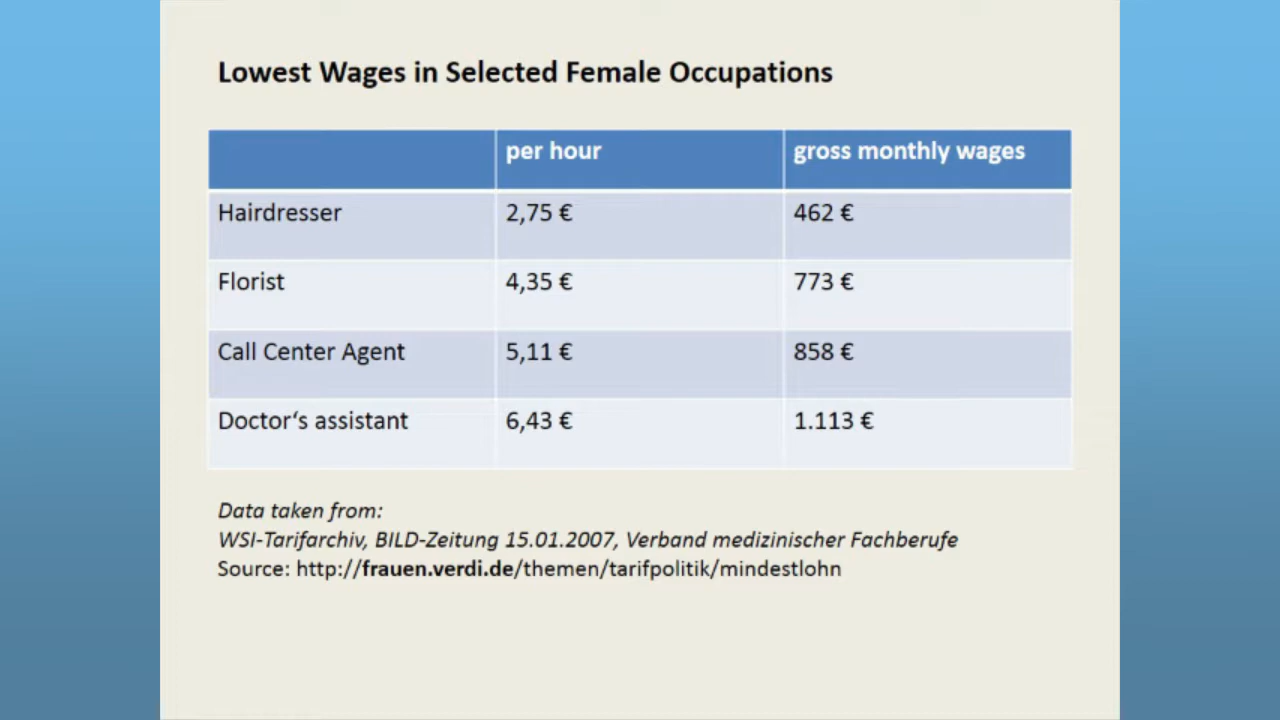 Lowest Wages in Selected Female Occupations
per hour gross monthly wages
Hairdresser 2,75 € 462 €
Florist 4,35 € 773 €
Call Center Agent 5,11 € 858 €
Doctor‘s assistant 6,43 € 1.113 €
Data taken from:
WSI-Tarifarchiv, BILD-Zeitung 15.01.2007, Verband medizinischer Fachberufe
Source: http://frauen.verdi.de/themen/tarifpolitik/mindestlohn